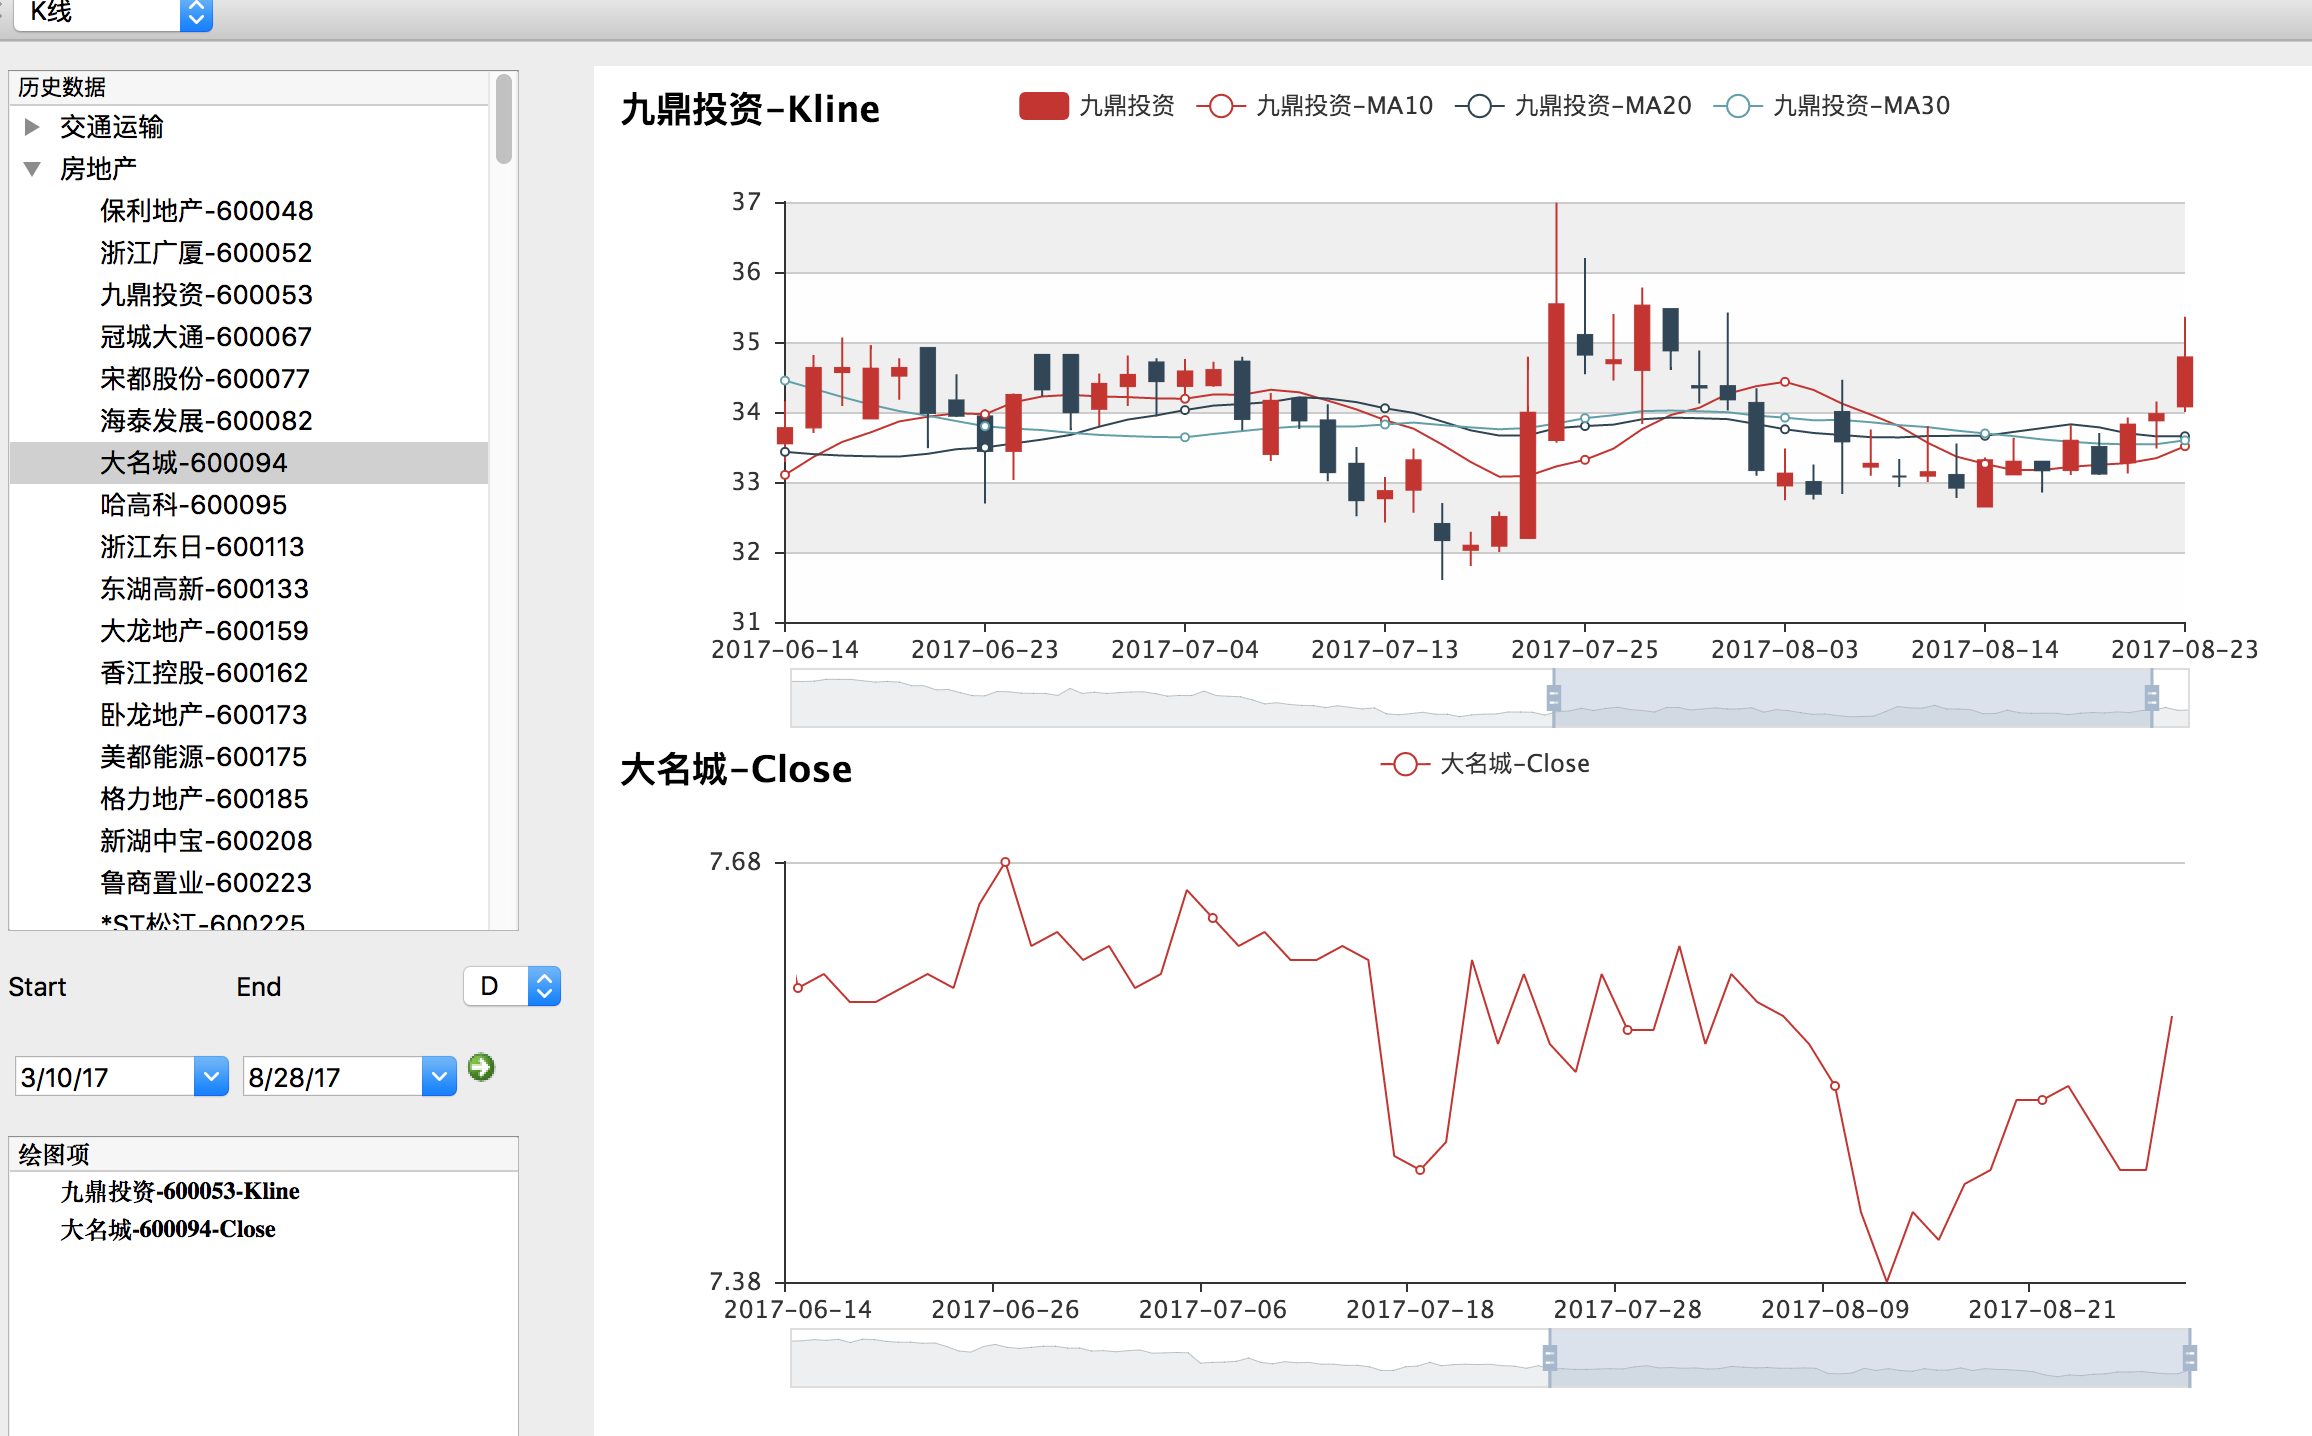 K线
历史数据
交通运输
房地产
保利地产-600048
浙江广厦-600052
九鼎投资-600053
冠城大通-600067
宋都股份-600077
海泰发展-600082
大名城-600094
哈高科-600095
浙江东日-600113
东湖高新-600133
大龙地产-600159
香江控股-600162
卧龙地产-600173
美都能源-600175
格力地产-600185
新湖中宝-600208
鲁商置业-600223
*ST松江-600225
Start End D
3/10/17 8/28/17
绘图项
九鼎投资-600053-Kline
大名城-600094-Close
九鼎投资-Kline
九鼎投资 九鼎投资-MA10 九鼎投资-MA20 九鼎投资-MA30
37
36
35
34
33
32
31
2017-06-14 2017-06-23 2017-07-04 2017-07-13 2017-07-25 2017-08-03 2017-08-14 2017-08-23
大名城-Close
大名城-Close
7.68
7.38
2017-06-14 2017-06-26 2017-07-06 2017-07-18 2017-07-28 2017-08-09 2017-08-21